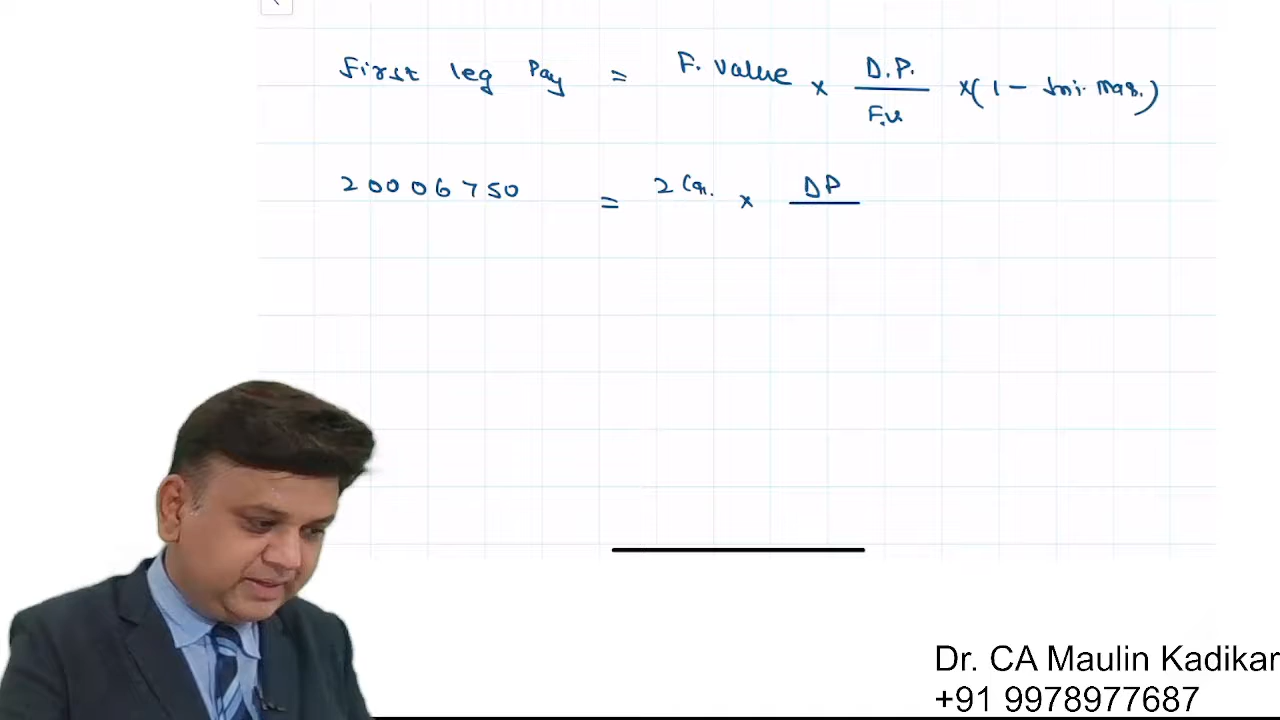 First leg Pay = F. Value × D.P. / F.V × (1 - Ini. Mar.)
20006750 = 2 Cr. × DP
Dr. CA Maulin Kadikar
+91 9978977687